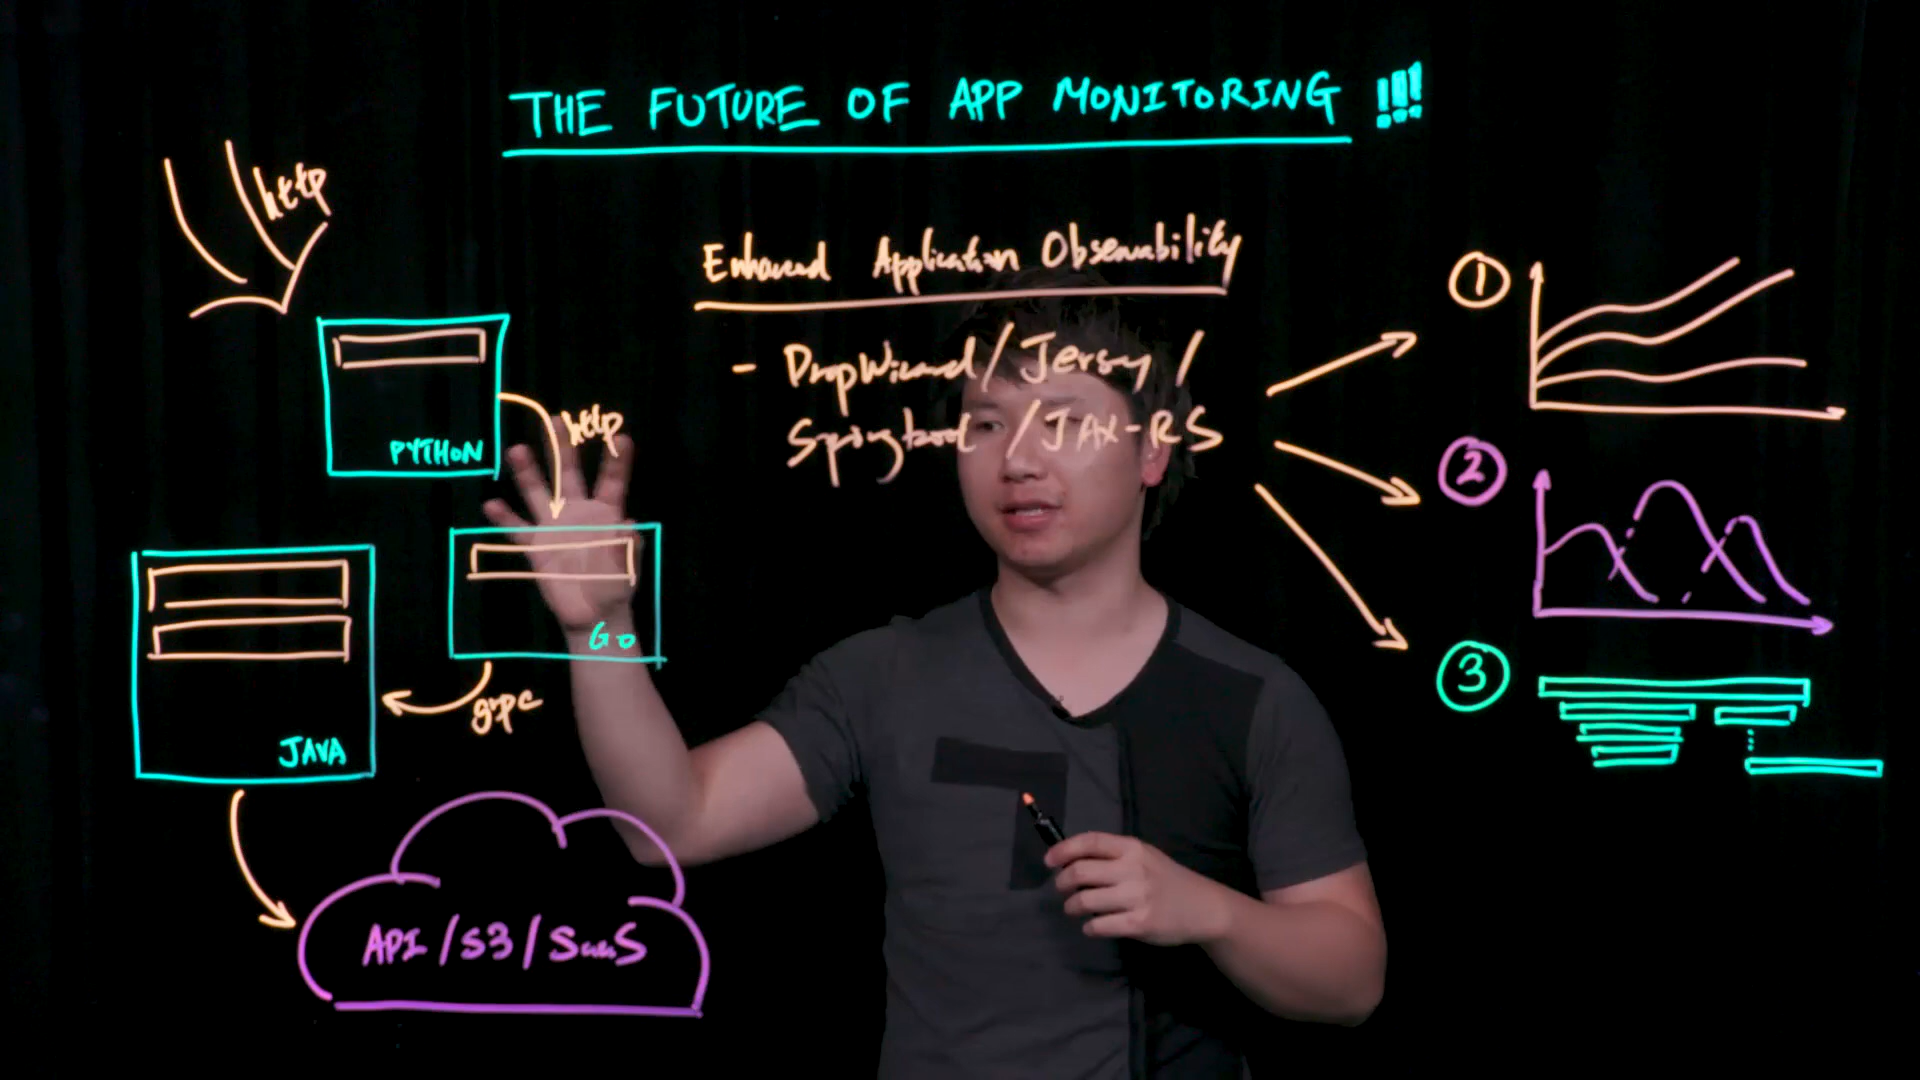 THE FUTURE OF APP MONITORING !!!
http
Enhanced Application Observability
- DropWizard/Jersy/
Springboot/JAX-RS
PYTHON
http
GO
grpc
JAVA
API/S3/SaaS
1
2
3